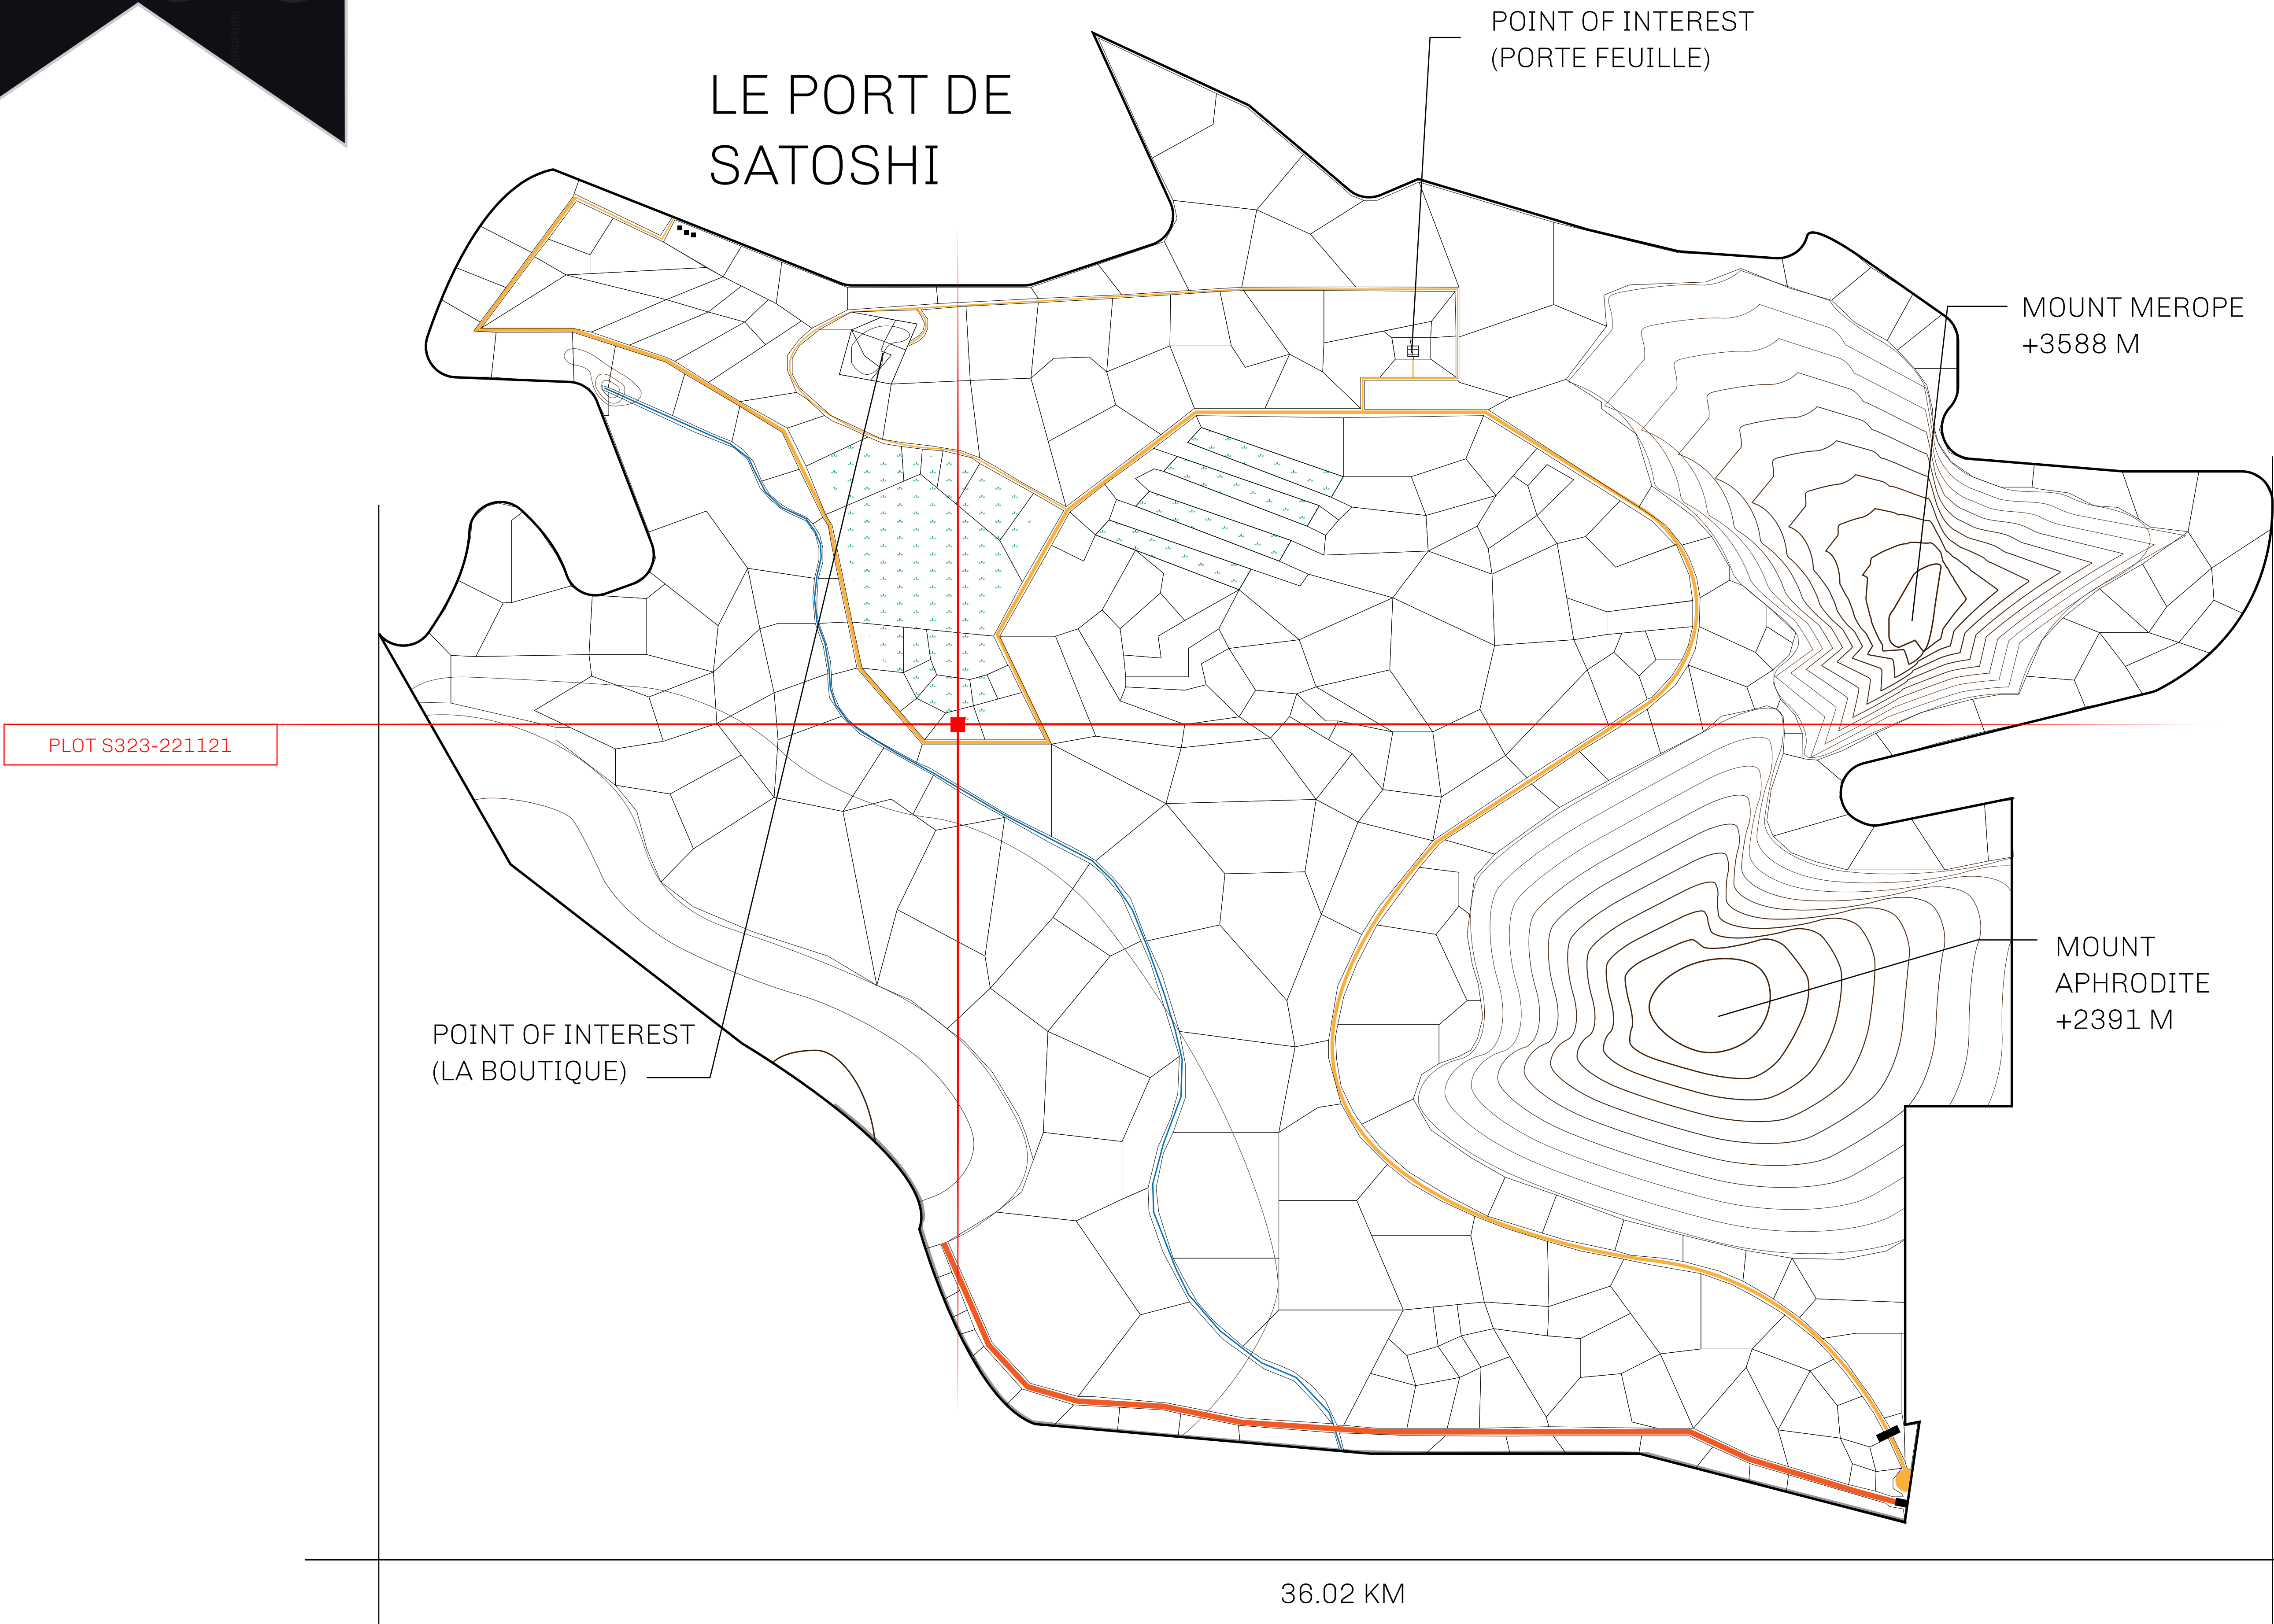 POINT OF INTEREST
(PORTE FEUILLE)
LE PORT DE
SATOSHI
MOUNT MEROPE
+3588 M
PLOT S323-221121
MOUNT
APHRODITE
+2391 M
POINT OF INTEREST
(LA BOUTIQUE)
36.02 KM